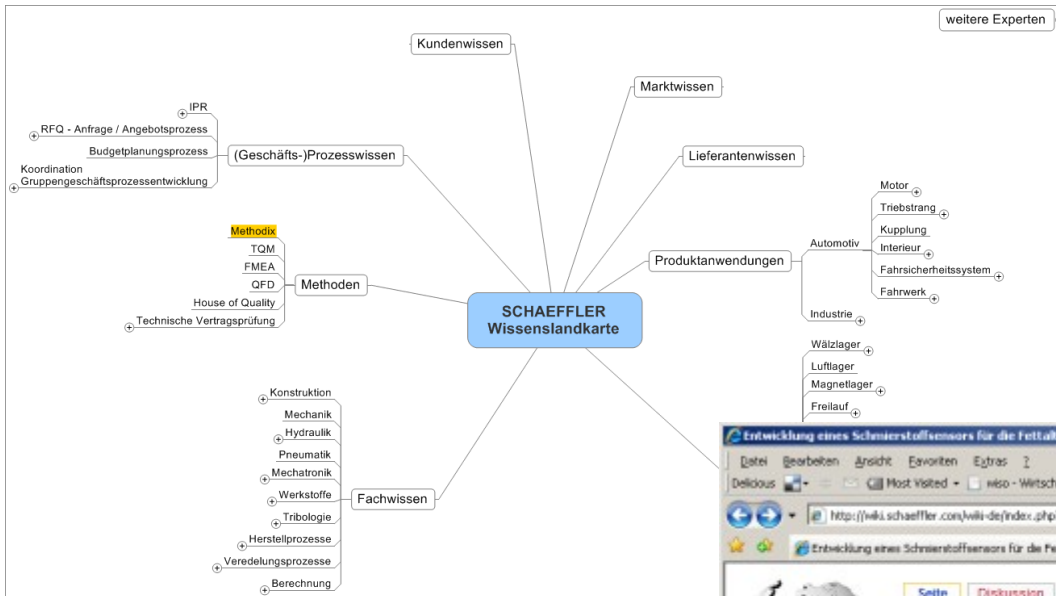 weitere Experten
Kundenwissen
Marktwissen
Lieferantenwissen
IPR
RFQ - Anfrage / Angebotsprozess
Budgetplanungsprozess
Koordination
Gruppengeschäftsprozessentwicklung
(Geschäfts-)Prozesswissen
Methodix
TQM
FMEA
QFD
House of Quality
Technische Vertragsprüfung
Methoden
SCHAEFFLER
Wissenslandkarte
Produktanwendungen
Automotiv
Motor
Triebstrang
Kupplung
Interieur
Fahrsicherheitssystem
Fahrwerk
Industrie
Wälzlager
Luftlager
Magnetlager
Freilauf
Konstruktion
Mechanik
Hydraulik
Pneumatik
Mechatronik
Werkstoffe
Tribologie
Herstellprozesse
Veredelungsprozesse
Berechnung
Fachwissen
Entwicklung eines Schmierstoffsensors für die Fettalt
Datei Bearbeiten Ansicht Favoriten Extras ?
Delicious Most Visited wiso - Wirtsch
http://wiki.schaeffler.com/wiki-de/index.php
Entwicklung eines Schmierstoffsensors für die Fe
Seite Diskussion